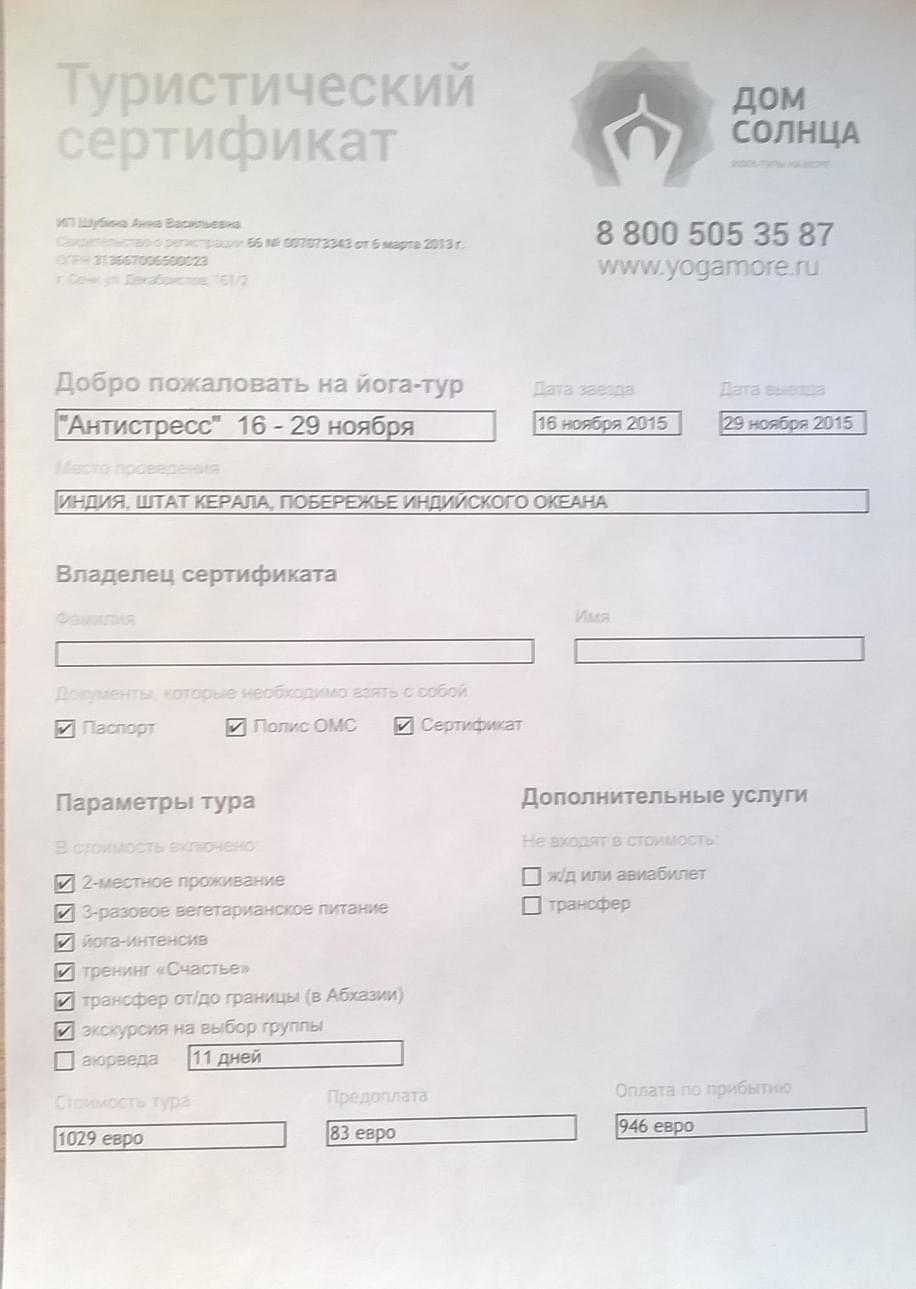 Туристический
сертификат
ДОМ
СОЛНЦА
ЙОГА-ТУРЫ НА МОРЕ
ИП Шубина Анна Васильевна
Свидетельство о регистрации 66 № 007073343 от 6 марта 2013 г.
ОГРН 313667006500023
г. Сочи, ул. Декабристов, 161/2
8 800 505 35 87
www.yogamore.ru
Добро пожаловать на йога-тур
Дата заезда
Дата выезда
"Антистресс" 16 - 29 ноября
16 ноября 2015
29 ноября 2015
Место проведения
ИНДИЯ, ШТАТ КЕРАЛА, ПОБЕРЕЖЬЕ ИНДИЙСКОГО ОКЕАНА
Владелец сертификата
Фамилия
Имя
Документы, которые необходимо взять с собой
Паспорт
Полис ОМС
Сертификат
Параметры тура
В стоимость включено:
2-местное проживание
3-разовое вегетарианское питание
йога-интенсив
тренинг «Счастье»
трансфер от/до границы (в Абхазии)
экскурсия на выбор группы
аюрведа
11 дней
Дополнительные услуги
Не входят в стоимость:
ж/д или авиабилет
трансфер
Стоимость тура
Предоплата
Оплата по прибытию
1029 евро
83 евро
946 евро